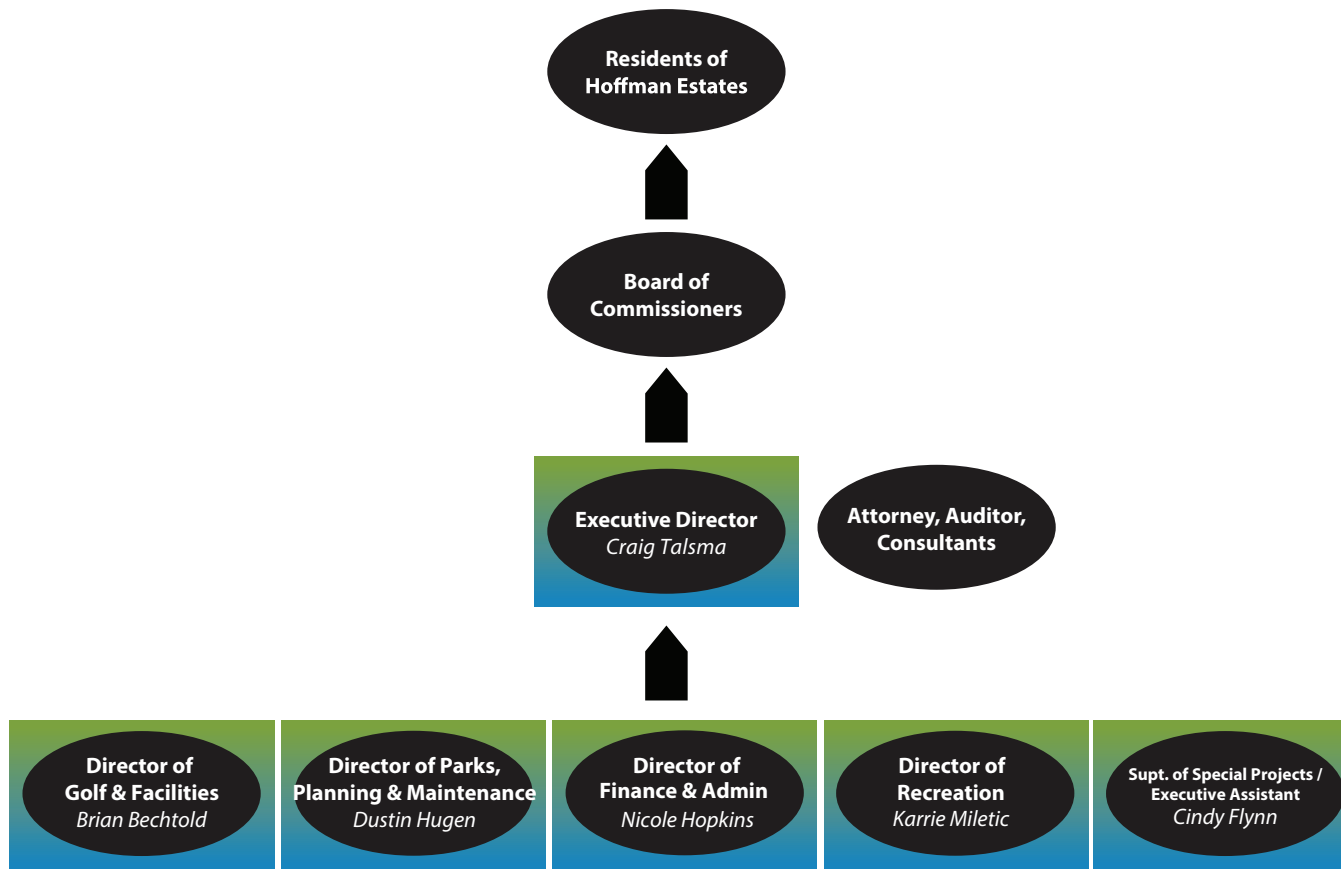 Residents of
Hoffman Estates
Board of
Commissioners
Executive Director
Craig Talsma
Attorney, Auditor,
Consultants
Director of
Golf & Facilities
Brian Bechtold
Director of Parks,
Planning & Maintenance
Dustin Hugen
Director of
Finance & Admin
Nicole Hopkins
Director of
Recreation
Karrie Miletic
Supt. of Special Projects /
Executive Assistant
Cindy Flynn